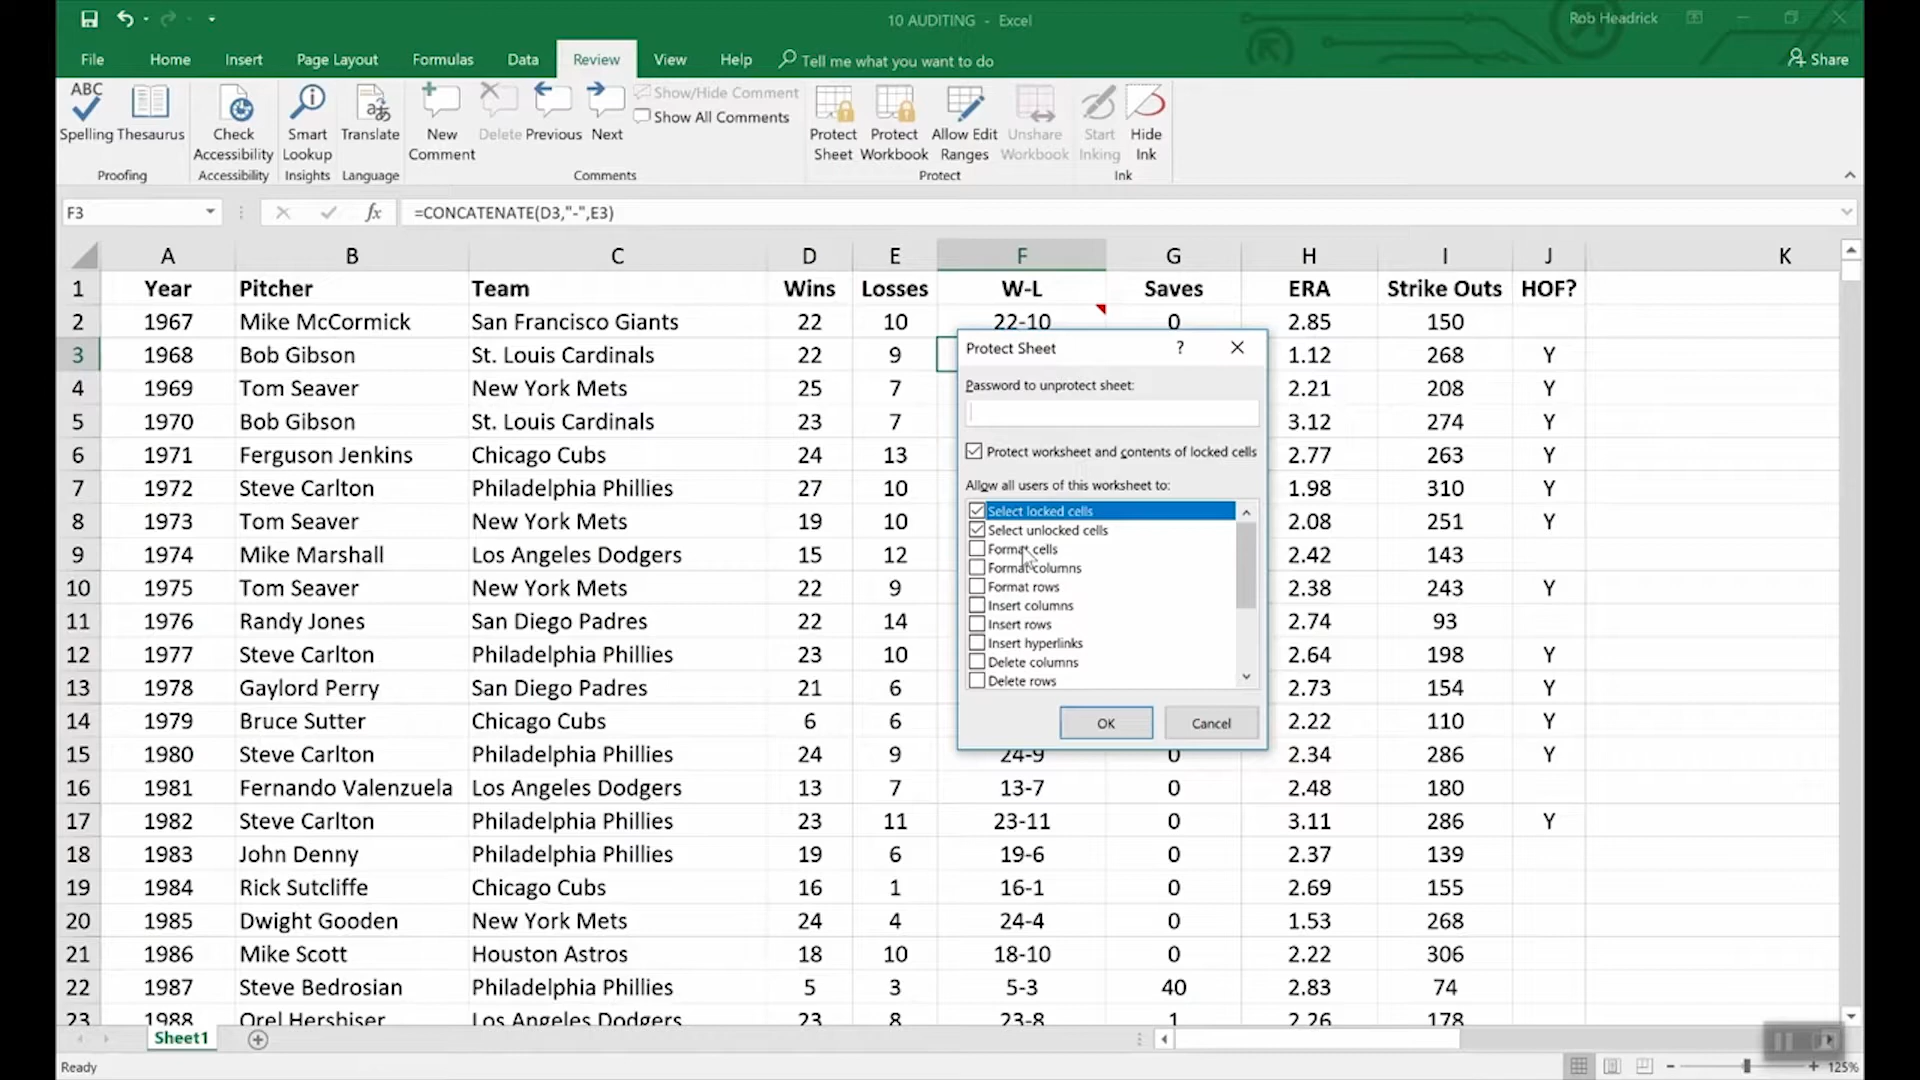 10 AUDITING - Excel
Rob Headrick
File Home Insert Page Layout Formulas Data Review View Help Tell me what you want to do Share
ABC
Spelling Thesaurus Check Accessibility Smart Lookup Translate New Comment Delete Previous Next Show/Hide Comment Show All Comments Protect Sheet Protect Workbook Allow Edit Ranges Unshare Workbook Start Inking Hide Ink
Proofing Accessibility Insights Language Comments Protect Ink
F3 fx =CONCATENATE(D3,"-",E3)
A B C D E F G H I J K
1 Year Pitcher Team Wins Losses W-L Saves ERA Strike Outs HOF?
2 1967 Mike McCormick San Francisco Giants 22 10 22-10 0 2.85 150
3 1968 Bob Gibson St. Louis Cardinals 22 9 1.12 268 Y
4 1969 Tom Seaver New York Mets 25 7 2.21 208 Y
5 1970 Bob Gibson St. Louis Cardinals 23 7 3.12 274 Y
6 1971 Ferguson Jenkins Chicago Cubs 24 13 2.77 263 Y
7 1972 Steve Carlton Philadelphia Phillies 27 10 1.98 310 Y
8 1973 Tom Seaver New York Mets 19 10 2.08 251 Y
9 1974 Mike Marshall Los Angeles Dodgers 15 12 2.42 143
10 1975 Tom Seaver New York Mets 22 9 2.38 243 Y
11 1976 Randy Jones San Diego Padres 22 14 2.74 93
12 1977 Steve Carlton Philadelphia Phillies 23 10 2.64 198 Y
13 1978 Gaylord Perry San Diego Padres 21 6 2.73 154 Y
14 1979 Bruce Sutter Chicago Cubs 6 6 2.22 110 Y
15 1980 Steve Carlton Philadelphia Phillies 24 9 24-9 0 2.34 286 Y
16 1981 Fernando Valenzuela Los Angeles Dodgers 13 7 13-7 0 2.48 180
17 1982 Steve Carlton Philadelphia Phillies 23 11 23-11 0 3.11 286 Y
18 1983 John Denny Philadelphia Phillies 19 6 19-6 0 2.37 139
19 1984 Rick Sutcliffe Chicago Cubs 16 1 16-1 0 2.69 155
20 1985 Dwight Gooden New York Mets 24 4 24-4 0 1.53 268
21 1986 Mike Scott Houston Astros 18 10 18-10 0 2.22 306
22 1987 Steve Bedrosian Philadelphia Phillies 5 3 5-3 40 2.83 74
23 1988 Orel Hershiser Los Angeles Dodgers 23 8 23-8 1 2.26 178
Protect Sheet ?
Password to unprotect sheet:
Protect worksheet and contents of locked cells
Allow all users of this worksheet to:
Select locked cells
Select unlocked cells
Format cells
Format columns
Format rows
Insert columns
Insert rows
Insert hyperlinks
Delete columns
Delete rows
OK Cancel
Sheet1
Ready
125%